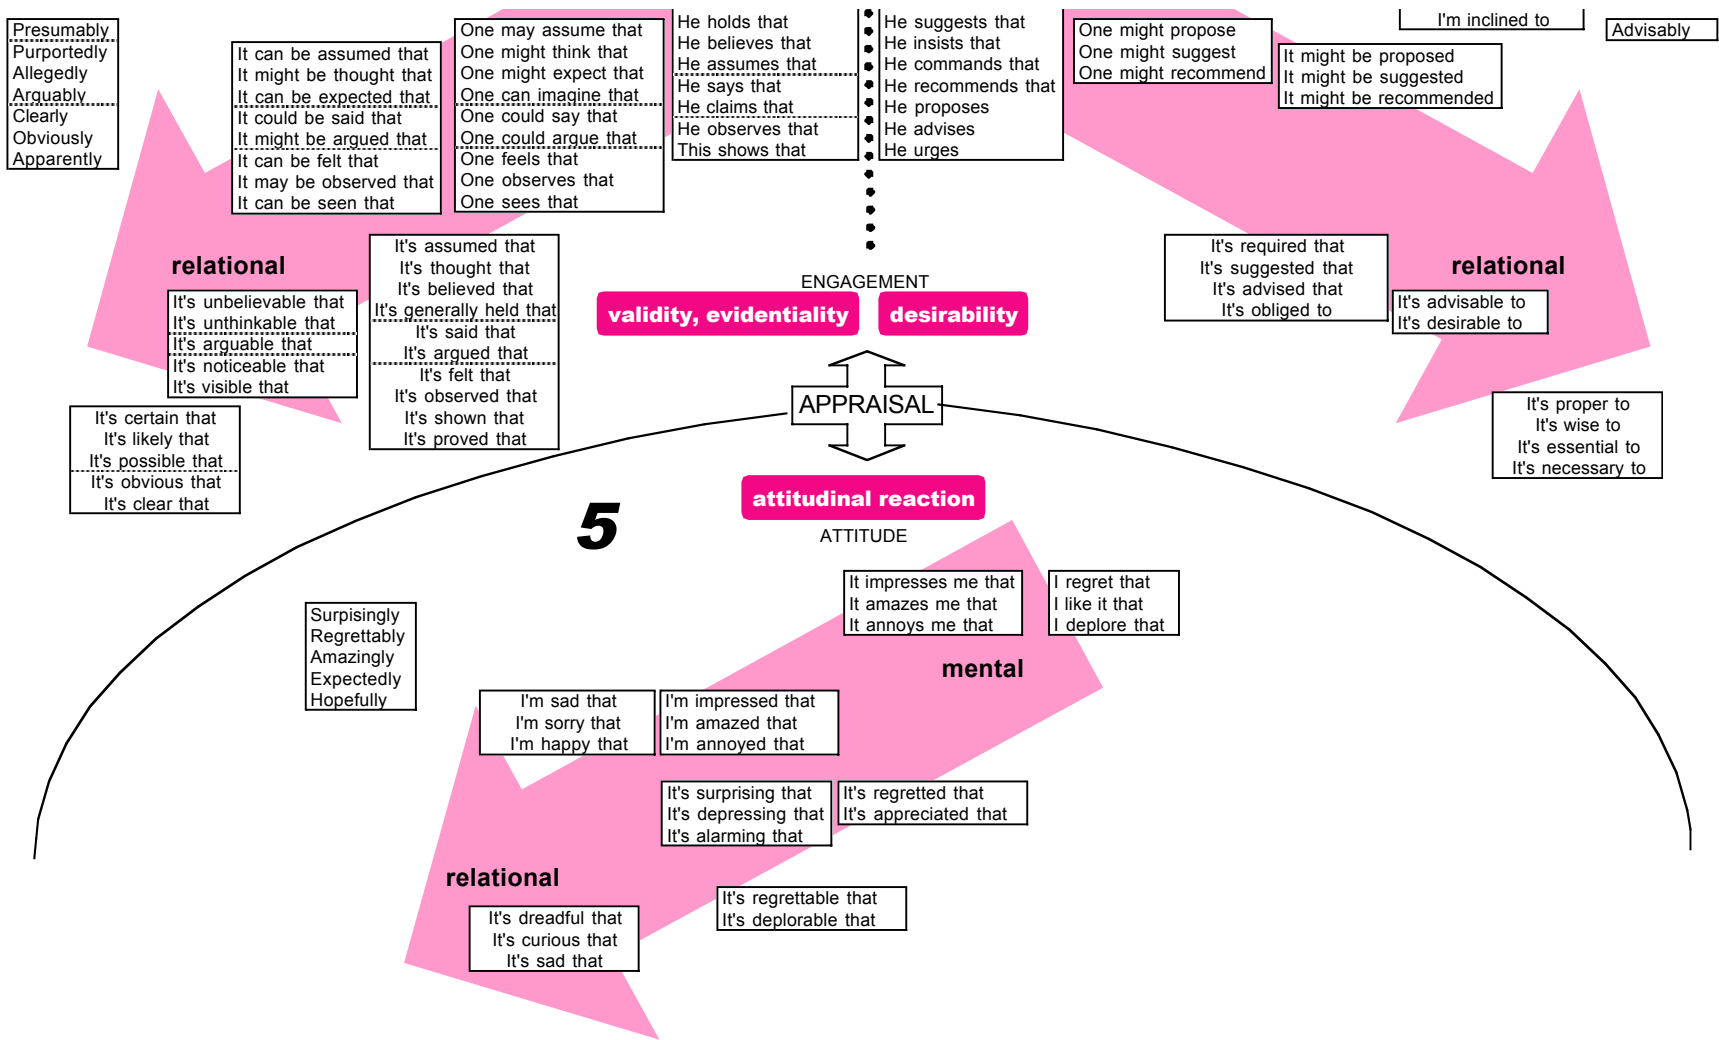 Presumably
Purportedly
Allegedly
Arguably
Clearly
Obviously
Apparently
It can be assumed that
It might be thought that
It can be expected that
It could be said that
It might be argued that
It can be felt that
It may be observed that
It can be seen that
One may assume that
One might think that
One might expect that
One can imagine that
One could say that
One could argue that
One feels that
One observes that
One sees that
He holds that
He believes that
He assumes that
He says that
He claims that
He observes that
This shows that
He suggests that
He insists that
He commands that
He recommends that
He proposes
He advises
He urges
One might propose
One might suggest
One might recommend
It might be proposed
It might be suggested
It might be recommended
I'm inclined to
Advisably
relational
It's unbelievable that
It's unthinkable that
It's arguable that
It's noticeable that
It's visible that
It's certain that
It's likely that
It's possible that
It's obvious that
It's clear that
It's assumed that
It's thought that
It's believed that
It's generally held that
It's said that
It's argued that
It's felt that
It's observed that
It's shown that
It's proved that
ENGAGEMENT
validity, evidentiality
desirability
It's required that
It's suggested that
It's advised that
It's obliged to
relational
It's advisable to
It's desirable to
It's proper to
It's wise to
It's essential to
It's necessary to
APPRAISAL
attitudinal reaction
ATTITUDE
5
It impresses me that
It amazes me that
It annoys me that
I regret that
I like it that
I deplore that
mental
Surpisingly
Regrettably
Amazingly
Expectedly
Hopefully
I'm sad that
I'm sorry that
I'm happy that
I'm impressed that
I'm amazed that
I'm annoyed that
It's surprising that
It's depressing that
It's alarming that
It's regretted that
It's appreciated that
relational
It's dreadful that
It's curious that
It's sad that
It's regrettable that
It's deplorable that